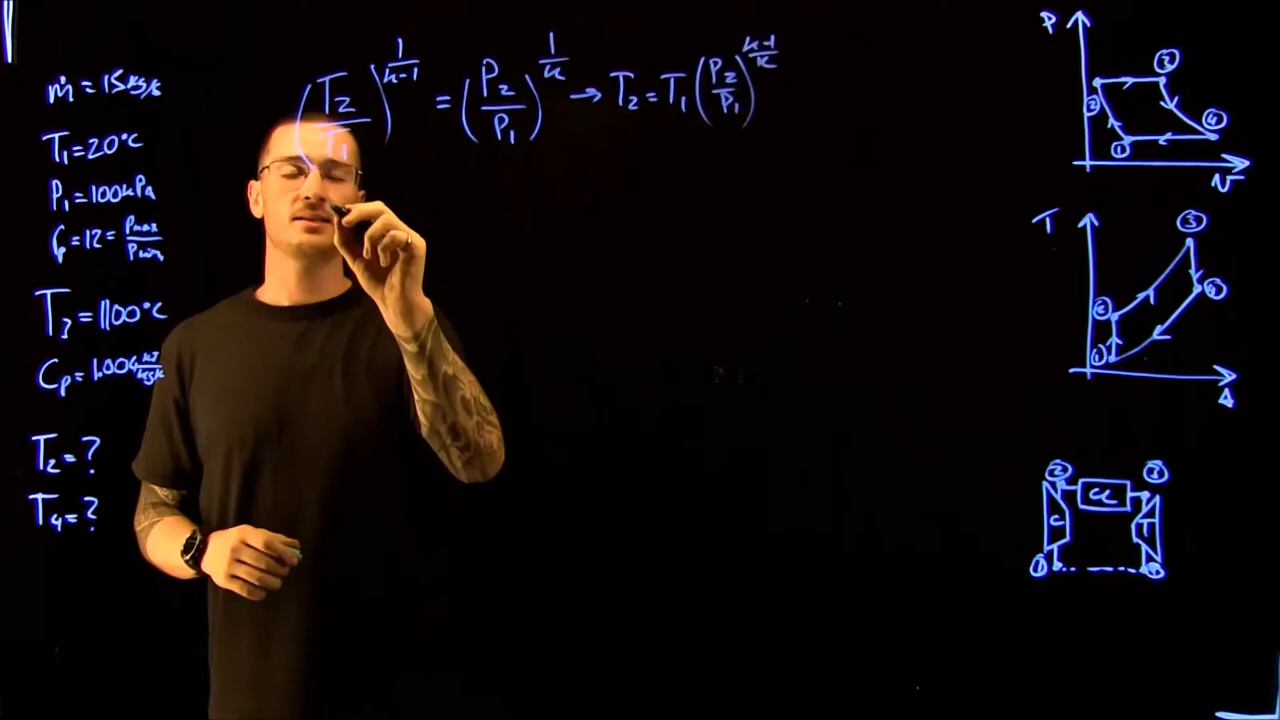 ṁ = 15 kg/s
T₁ = 20°C
P₁ = 100 kPa
rₚ = 12 = Pmax/Pmin
T₃ = 1100°C
Cₚ = 1.004 kJ/kgK
T₂ = ?
T₄ = ?
(T₂/T₁)^(1/(k-1)) = (P₂/P₁)^(1/k) → T₂ = T₁(P₂/P₁)^((k-1)/k)
P
3
2
4
1
v
T
3
2
4
1
s
2
3
CC
C
T
1
4